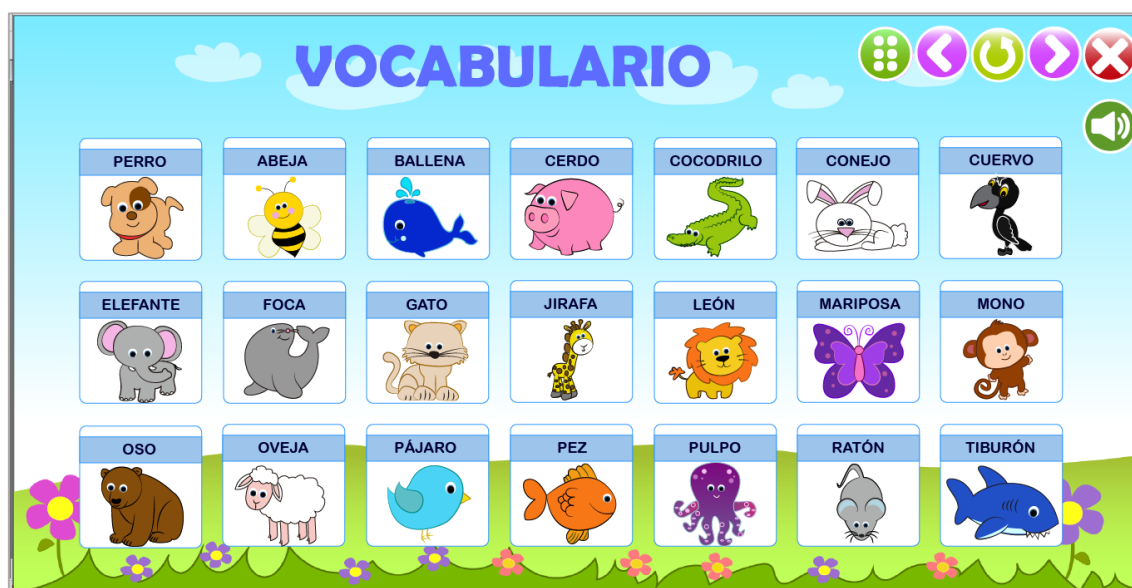 VOCABULARIO
PERRO
ABEJA
BALLENA
CERDO
COCODRILO
CONEJO
CUERVO
ELEFANTE
FOCA
GATO
JIRAFA
LEÓN
MARIPOSA
MONO
OSO
OVEJA
PÁJARO
PEZ
PULPO
RATÓN
TIBURÓN